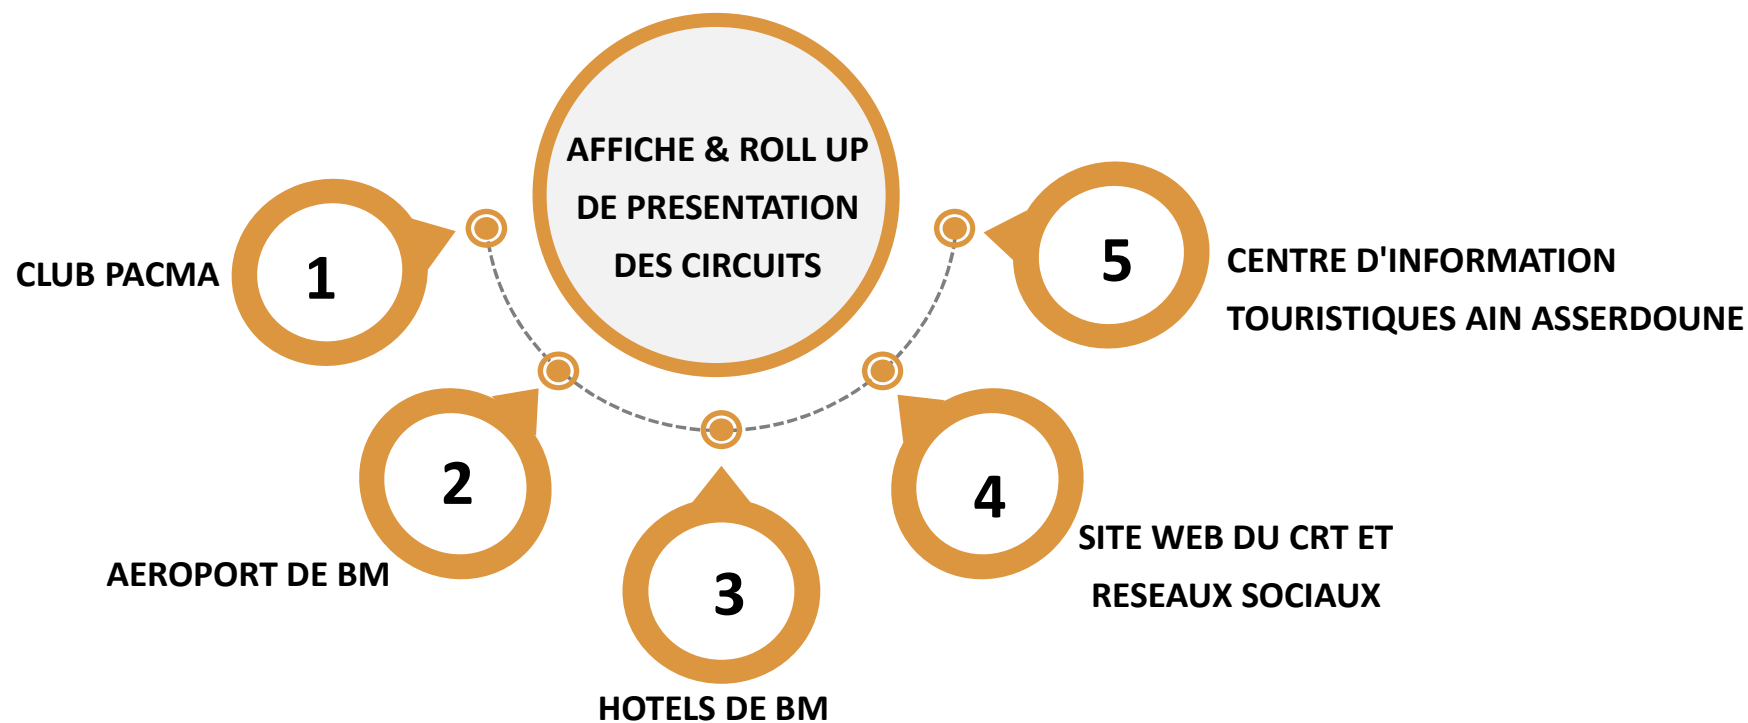 AFFICHE & ROLL UP
DE PRESENTATION
DES CIRCUITS
1
CLUB PACMA
2
AEROPORT DE BM
3
HOTELS DE BM
4
SITE WEB DU CRT ET
RESEAUX SOCIAUX
5
CENTRE D'INFORMATION
TOURISTIQUES AIN ASSERDOUNE